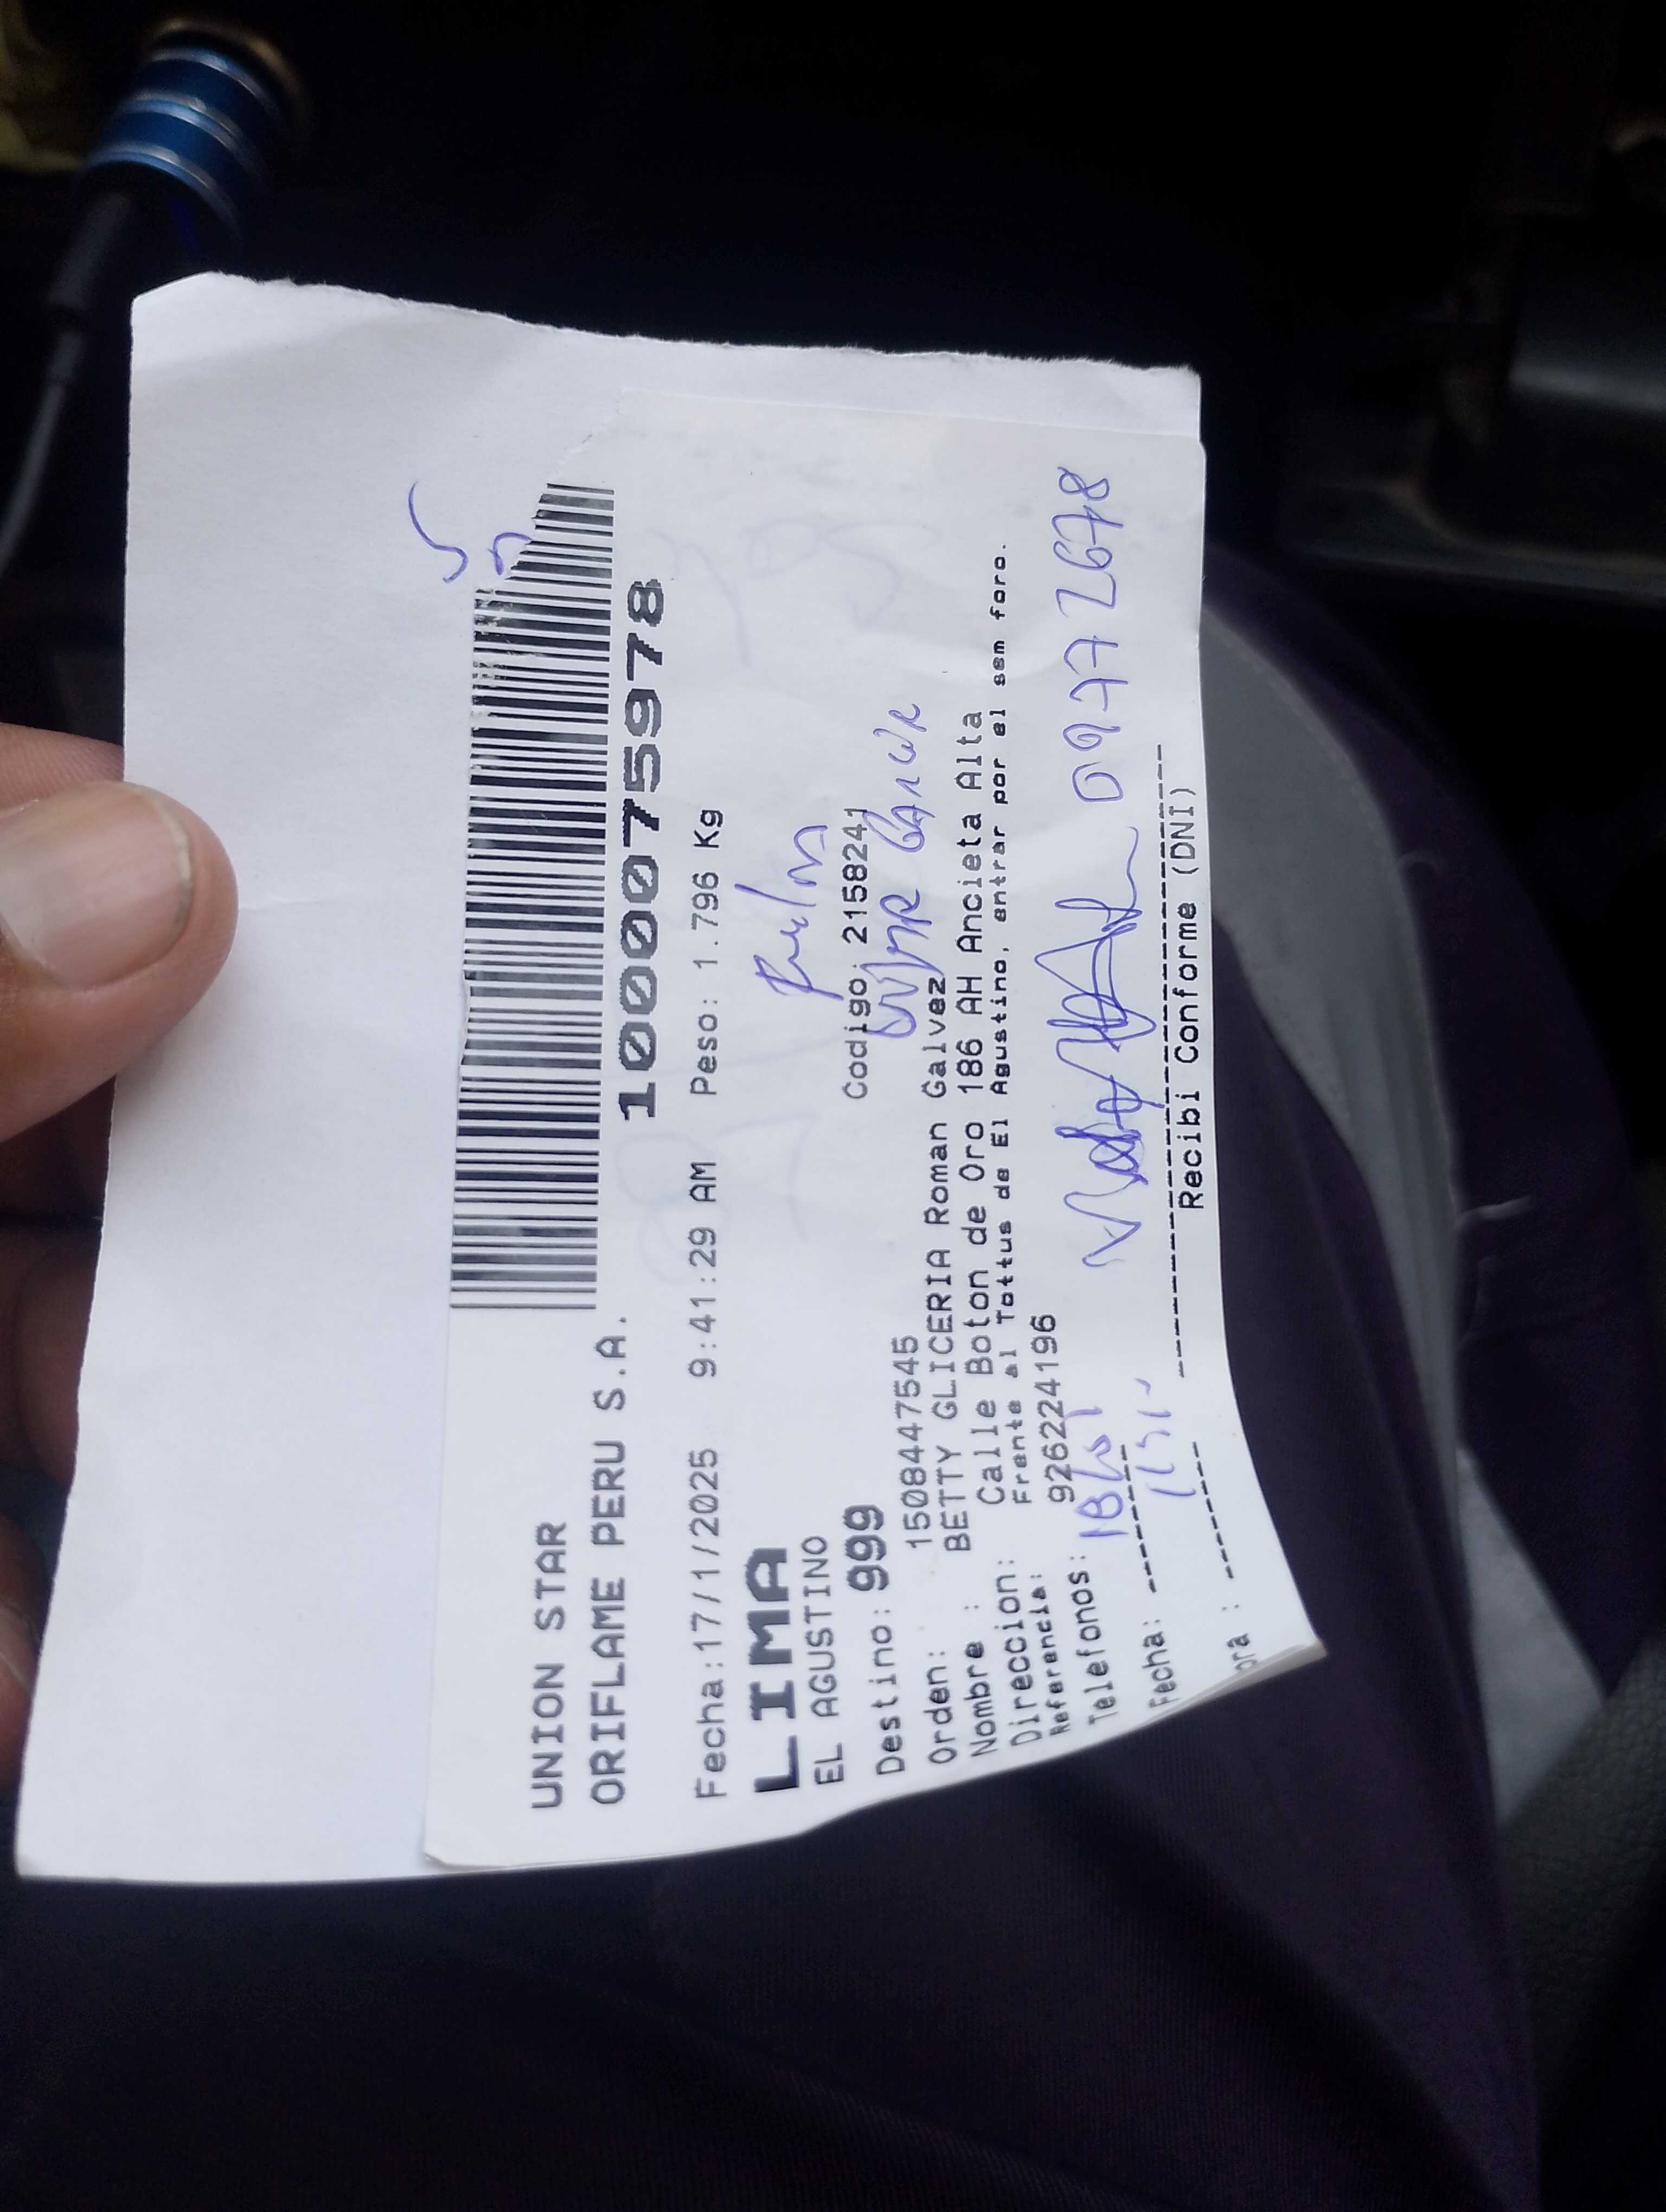 UNION STAR
ORIFLAME PERU S.A.
1000075978
Fecha:17/1/2025 9:41:29 AM Peso: 1.796 Kg
LIMA
EL AGUSTINO
Destino: 999 Codigo: 2158241
Orden: 1508447545
Nombre : BETTY GLICERIA Roman Galvez
Direccion: Calle Boton de Oro 186 AH Ancieta Alta
Referencia: Frente al Tottus de El Agustino, entrar por el sem foro.
Telefonos: 926224196
09772678
Fecha:
ora :
Recibi Conforme (DNI)